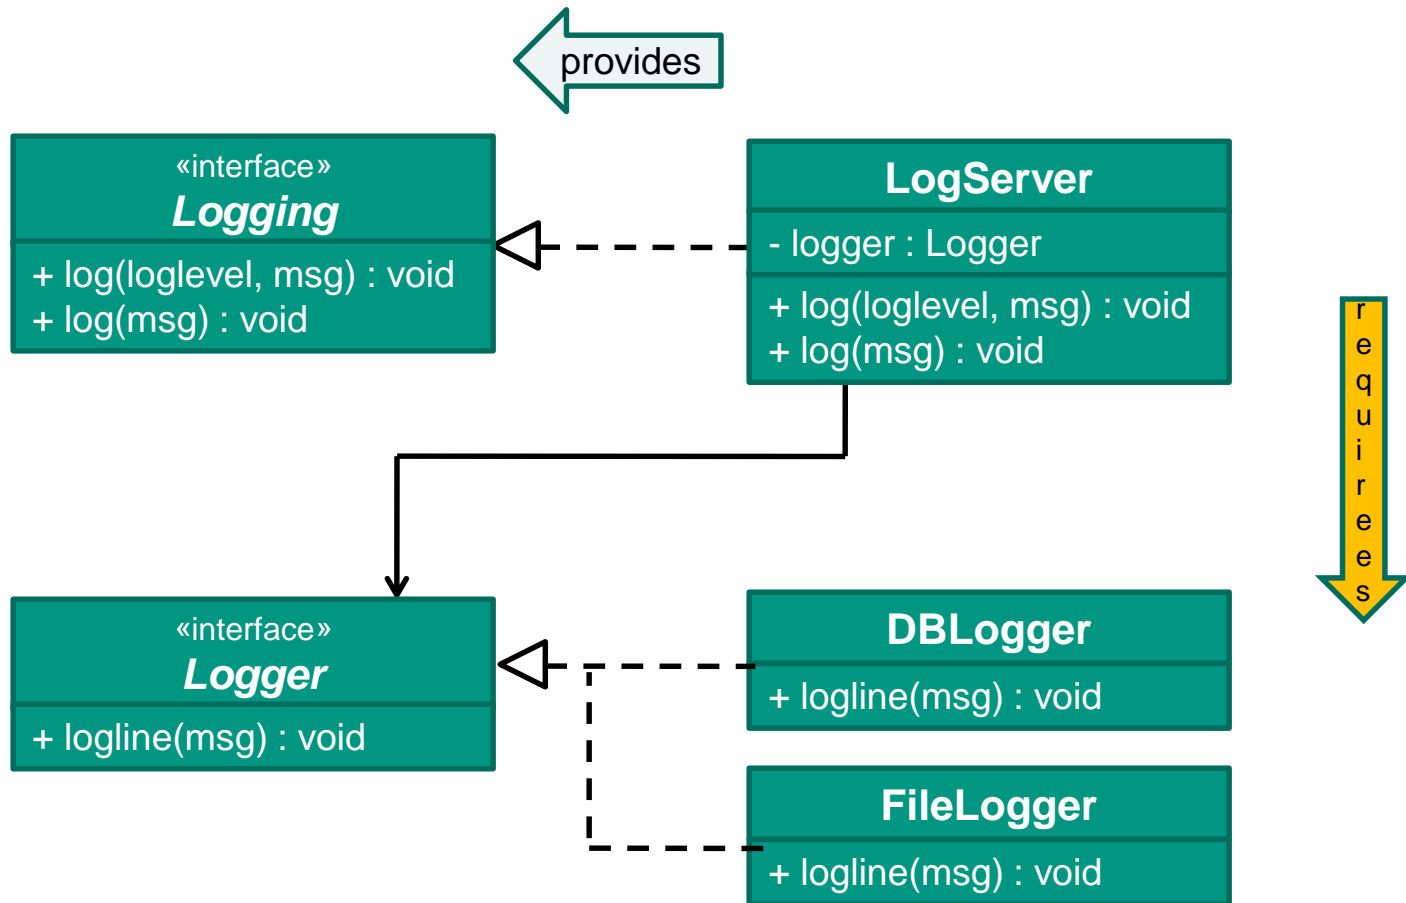 provides
«interface»
Logging
+ log(loglevel, msg) : void
+ log(msg) : void
LogServer
- logger : Logger
+ log(loglevel, msg) : void
+ log(msg) : void
r
e
q
u
i
r
e
e
s
«interface»
Logger
+ logline(msg) : void
DBLogger
+ logline(msg) : void
FileLogger
+ logline(msg) : void